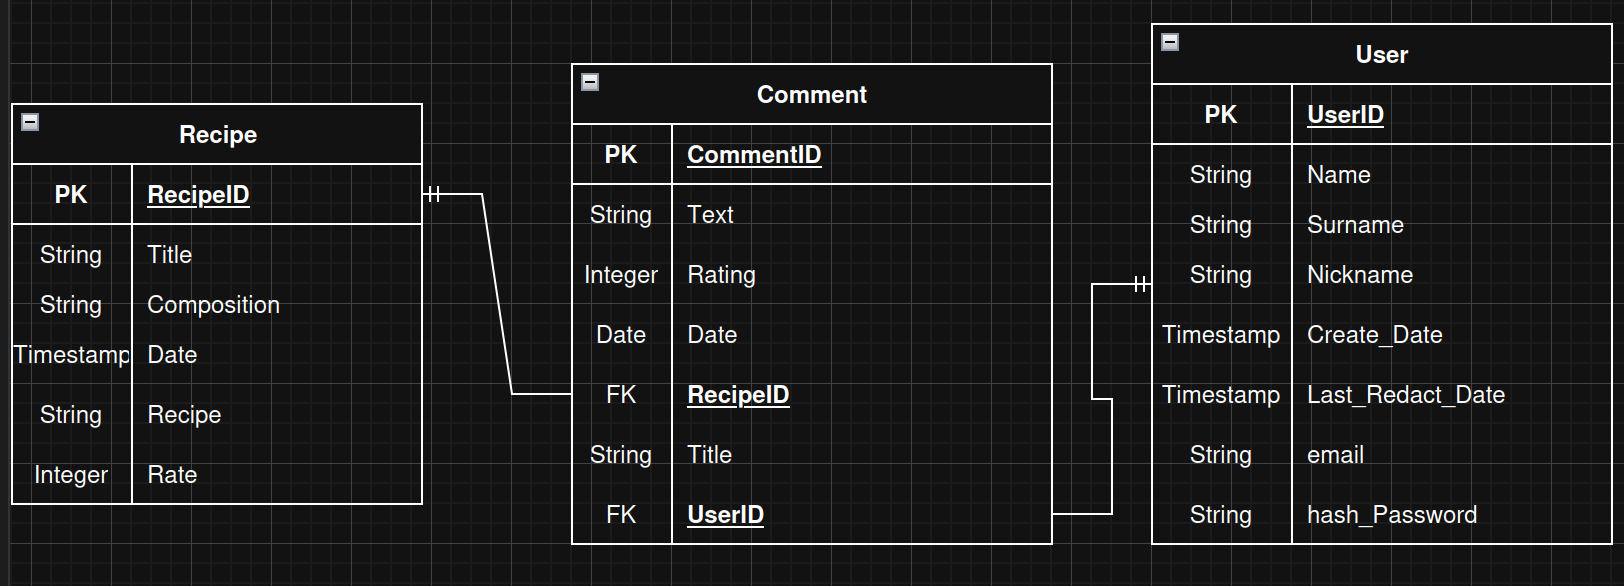 Recipe
PK RecipeID
String Title
String Composition
Timestamp Date
String Recipe
Integer Rate
Comment
PK CommentID
String Text
Integer Rating
Date Date
FK RecipeID
String Title
FK UserID
User
PK UserID
String Name
String Surname
String Nickname
Timestamp Create_Date
Timestamp Last_Redact_Date
String email
String hash_Password